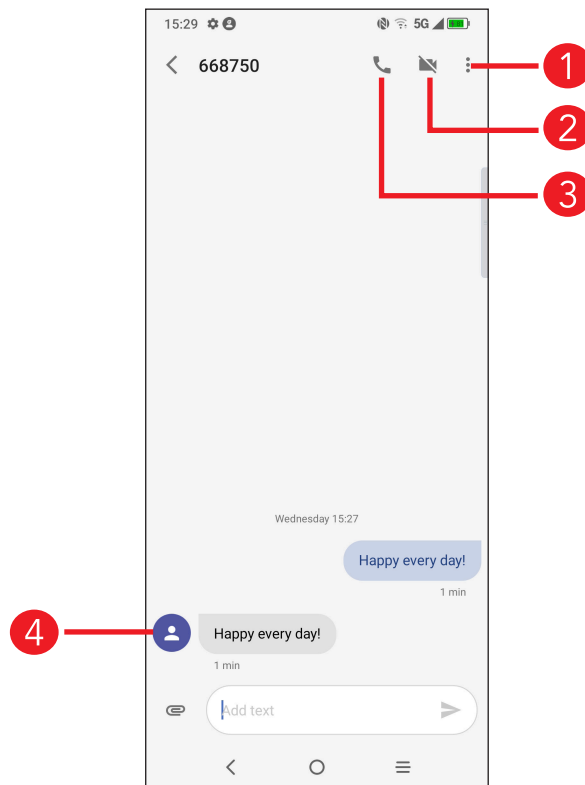 15:29 5G
668750
1
2
3
Wednesday 15:27
Happy every day!
1 min
4
Happy every day!
1 min
Add text